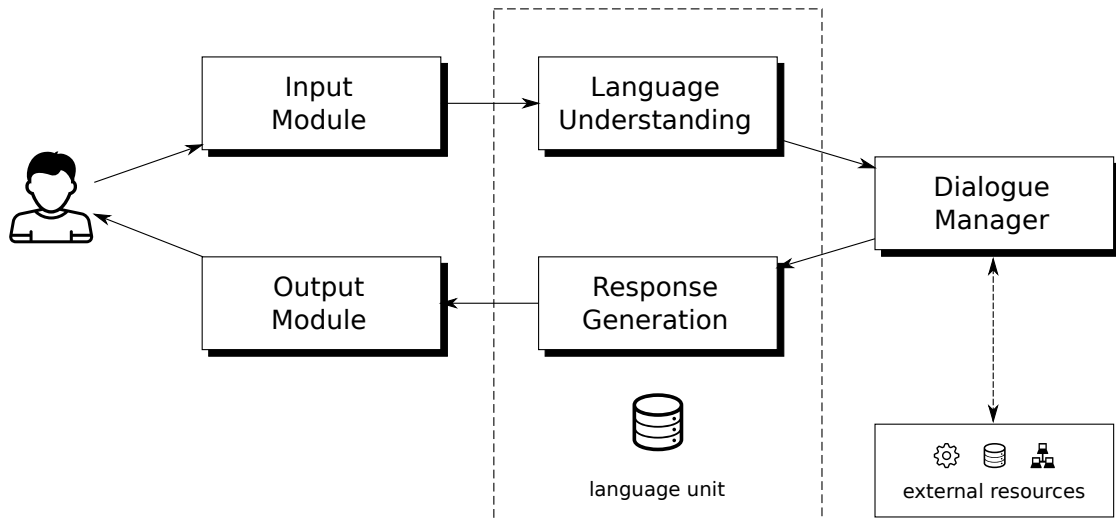 Input
Module
Language
Understanding
Dialogue
Manager
Output
Module
Response
Generation
language unit
external resources